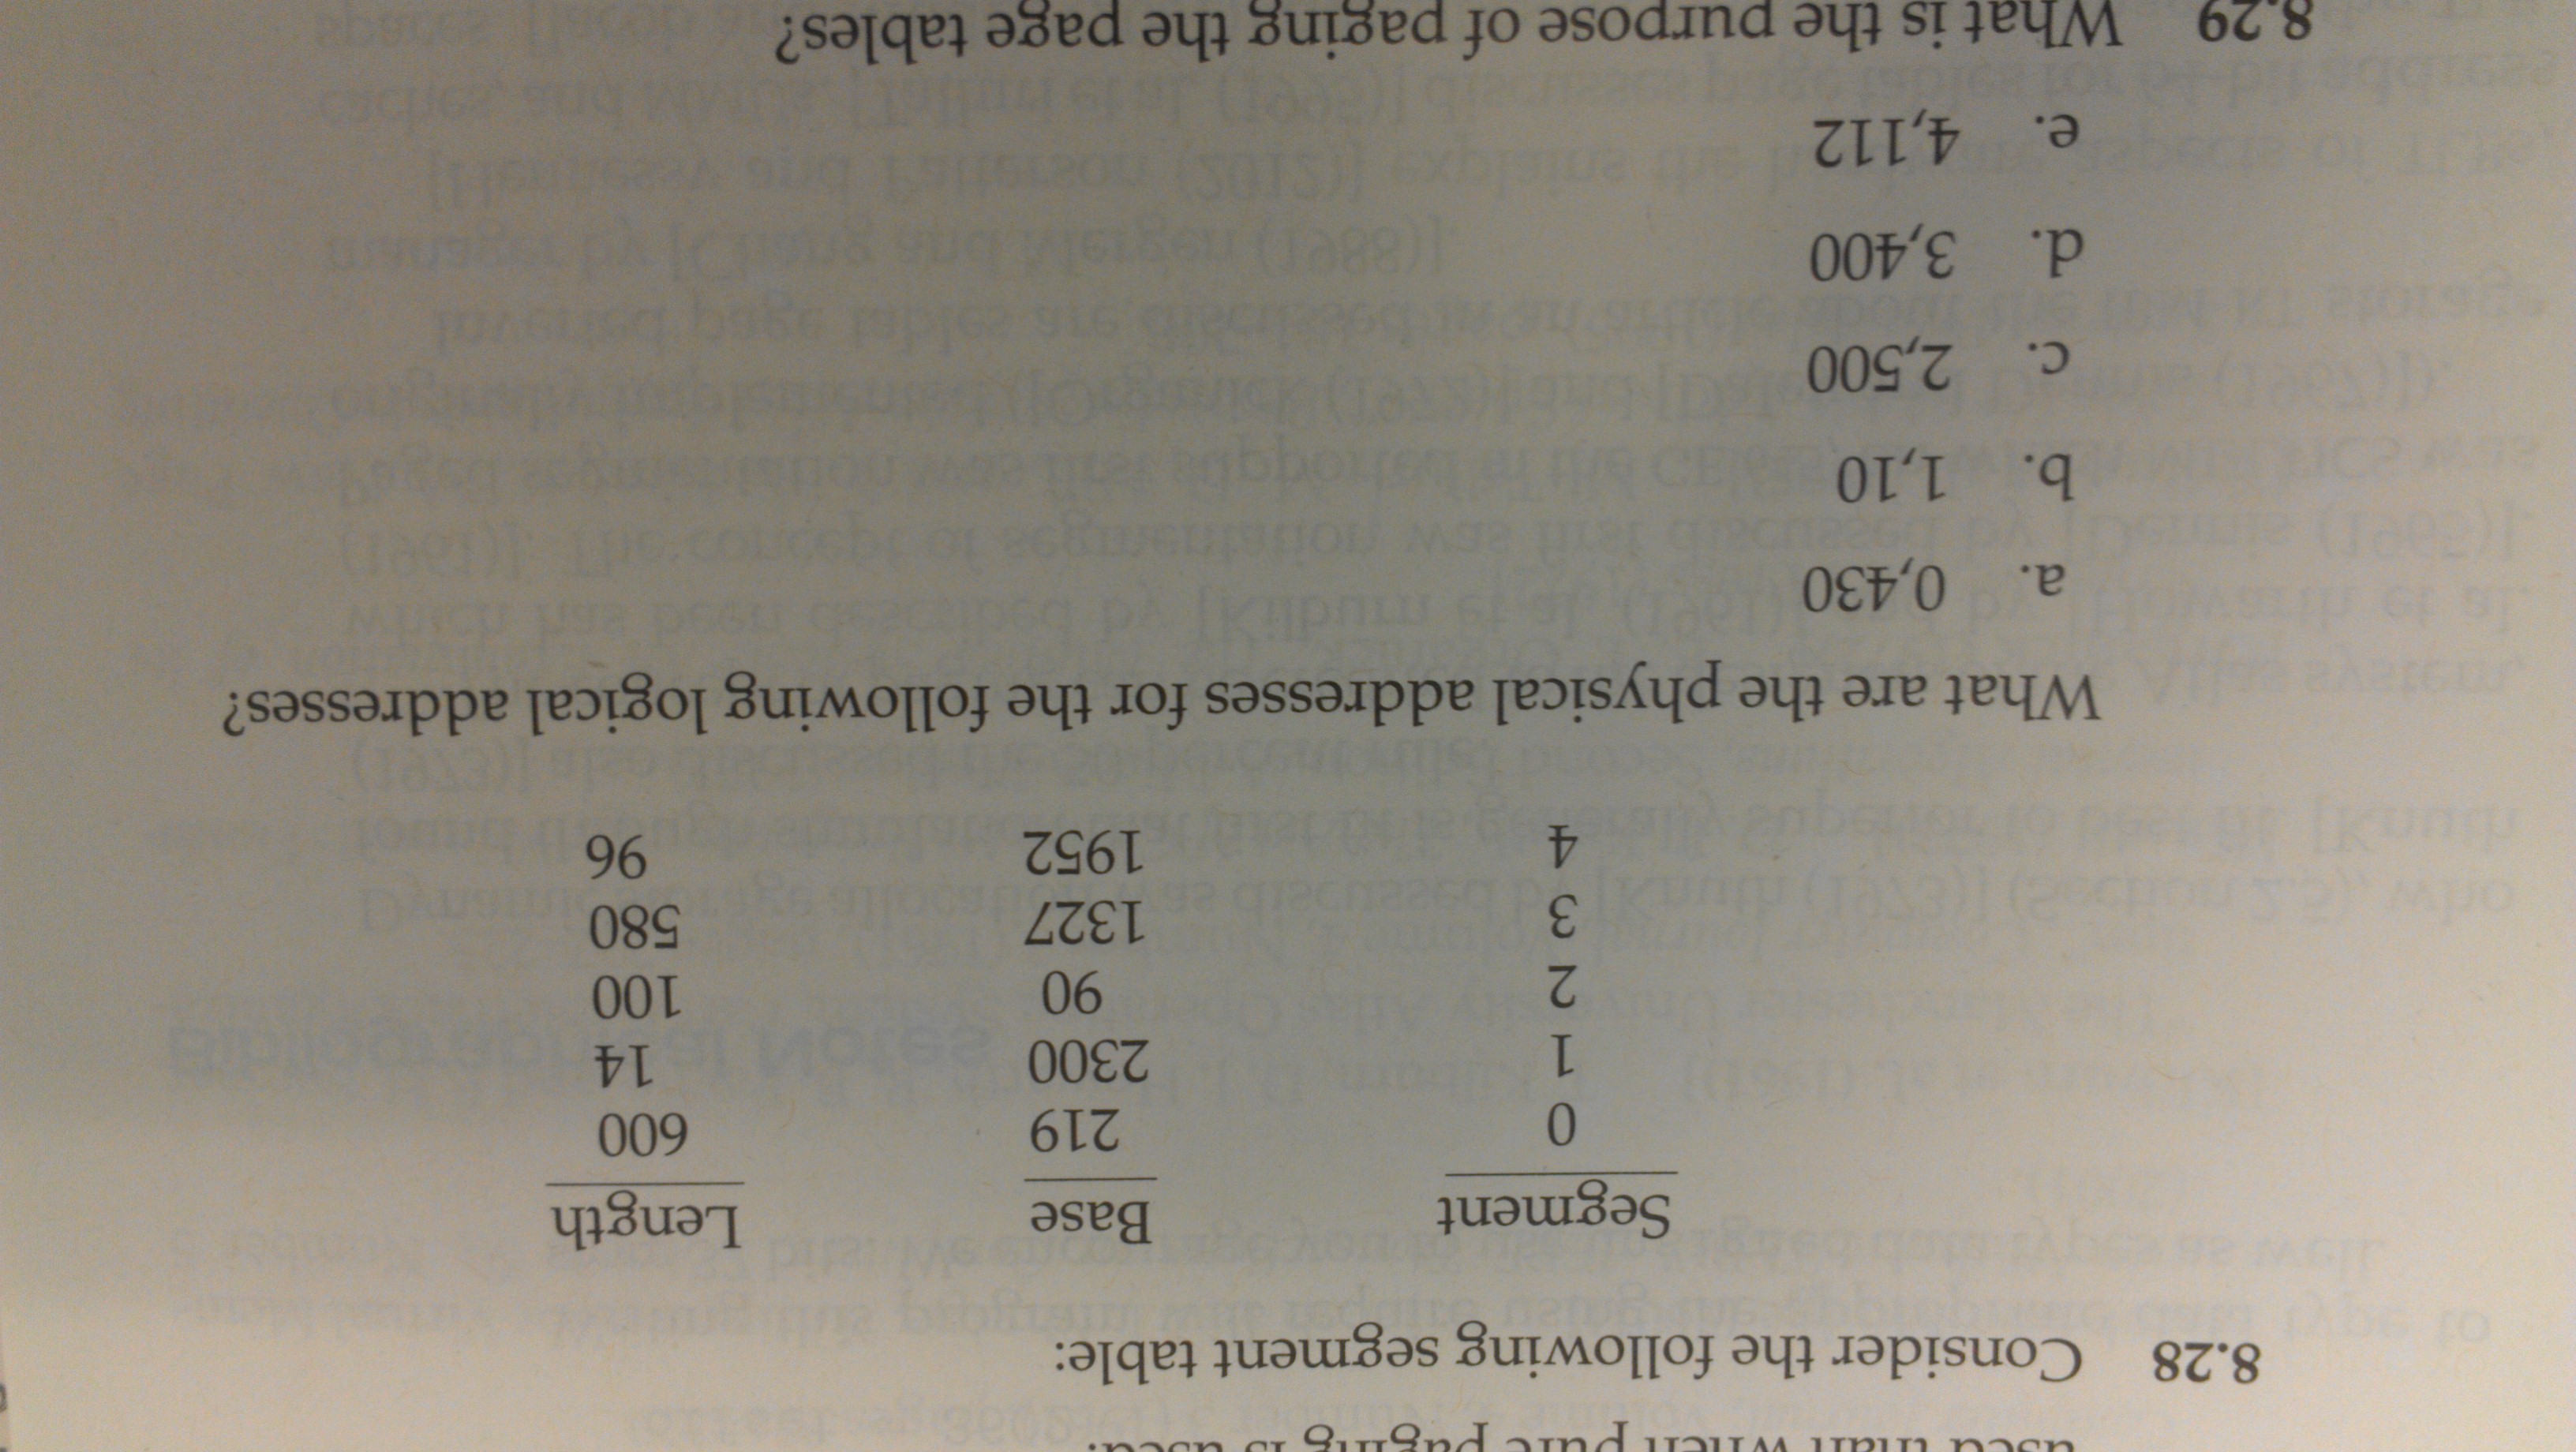 used than when pure paging is used.
8.28 Consider the following segment table:
Segment Base Length
0 219 600
1 2300 14
2 90 100
3 1327 580
4 1952 96
What are the physical addresses for the following logical addresses?
a. 0,430
b. 1,10
c. 2,500
d. 3,400
e. 4,112
8.29 What is the purpose of paging the page tables?